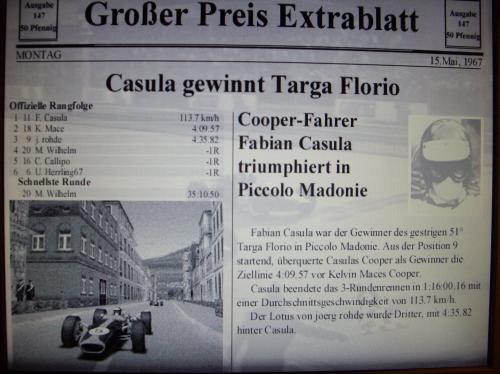 Großer Preis Extrablatt
Ausgabe
147
50 Pfennig
Ausgabe
147
50 Pfennig
MONTAG
15.Mai, 1967
Casula gewinnt Targa Florio
Offizielle Rangfolge
1 11 F. Casula 113.7 km/h
2 18 K. Mace 4:09.57
3 9 j. rohde 4:35.82
4 20 M. Wilhelm -1R
5 16 C. Callipo -1R
6 6 U. Herrling67 -1R
Schnellste Runde
20 M. Wilhelm 35:10.50
Cooper-Fahrer
Fabian Casula
triumphiert in
Piccolo Madonie
Fabian Casula war der Gewinner des gestrigen 51°
Targa Florio in Piccolo Madonie. Aus der Position 9
startend, überquerte Casulas Cooper als Gewinner die
Ziellinie 4:09.57 vor Kelvin Maces Cooper.
Casula beendete das 3-Rundenrennen in 1:16:00.16 mit
einer Durchschnittsgeschwindigkeit von 113.7 km/h.
Der Lotus von joerg rohde wurde Dritter, mit 4:35.82
hinter Casula.